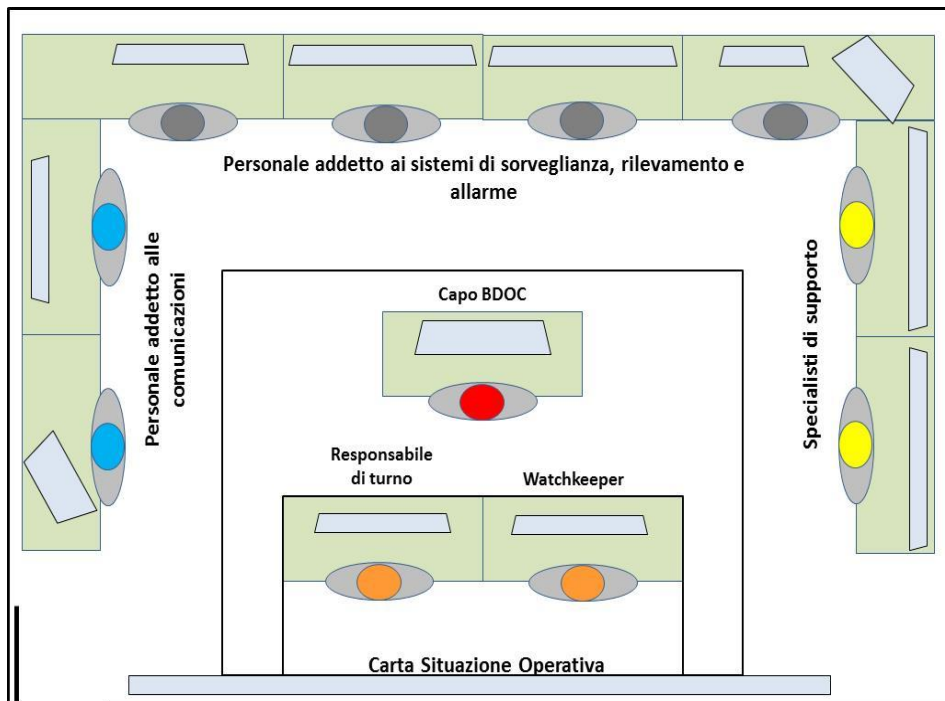 Personale addetto ai sistemi di sorveglianza, rilevamento e
allarme
Personale addetto alle
comunicazioni
Capo BDOC
Specialisti di supporto
Responsabile
di turno
Watchkeeper
Carta Situazione Operativa